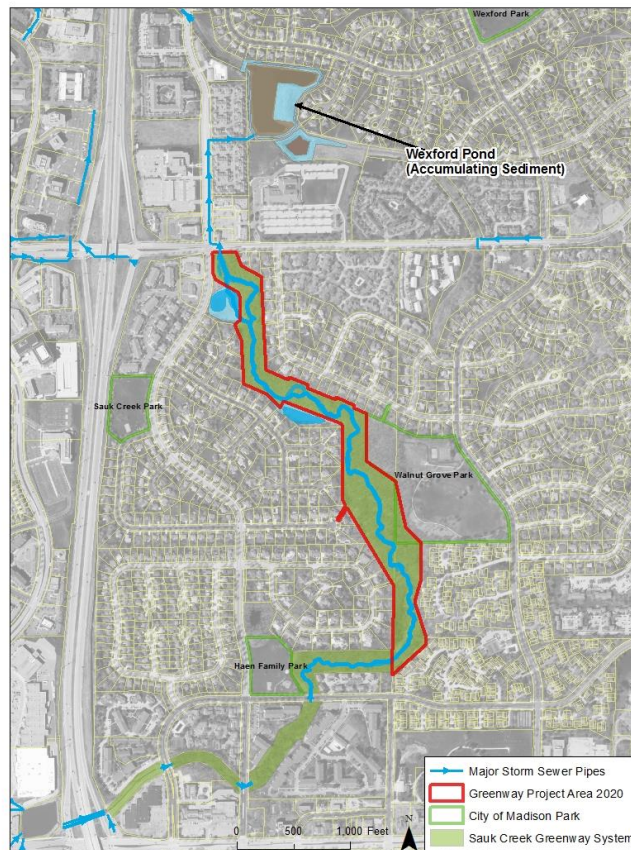 Wexford Park
Wexford Pond
(Accumulating Sediment)
Sauk Creek Park
Walnut Grove Park
Haen Family Park
Major Storm Sewer Pipes
Greenway Project Area 2020
City of Madison Park
Sauk Creek Greenway System
0 500 1,000 Feet
N